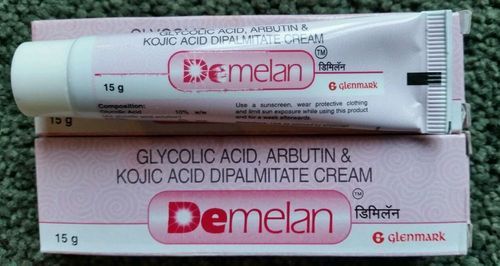 GLYCOLIC ACID, ARBUTIN &
KOJIC ACID DIPALMITATE CREAM
TM
Demelan
डिमिलॅन
15 g
glenmark
Composition:
Glycolic Acid 10% w/w
Use a sunscreen, wear protective clothing
and limit sun exposure while using this product
and for a week afterwards.
15 g
GLYCOLIC ACID, ARBUTIN &
KOJIC ACID DIPALMITATE CREAM
TM
Demelan
डिमिलॅन
15 g
glenmark